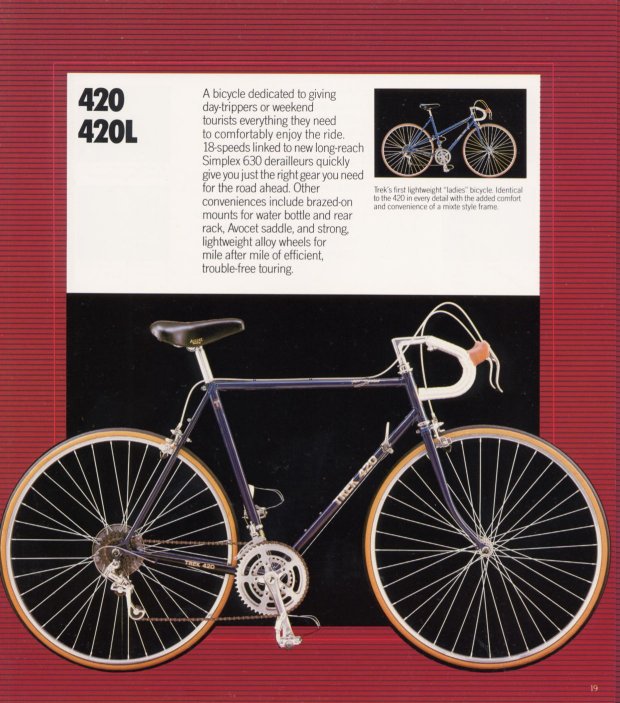 420
420L
A bicycle dedicated to giving
day-trippers or weekend
tourists everything they need
to comfortably enjoy the ride.
18-speeds linked to new long-reach
Simplex 630 derailleurs quickly
give you just the right gear you need
for the road ahead. Other
conveniences include brazed-on
mounts for water bottle and rear
rack, Avocet saddle, and strong,
lightweight alloy wheels for
mile after mile of efficient,
trouble-free touring.
Trek's first lightweight "ladies" bicycle. Identical
to the 420 in every detail with the added comfort
and convenience of a mixte style frame.
TREK 420
TREK 420
19